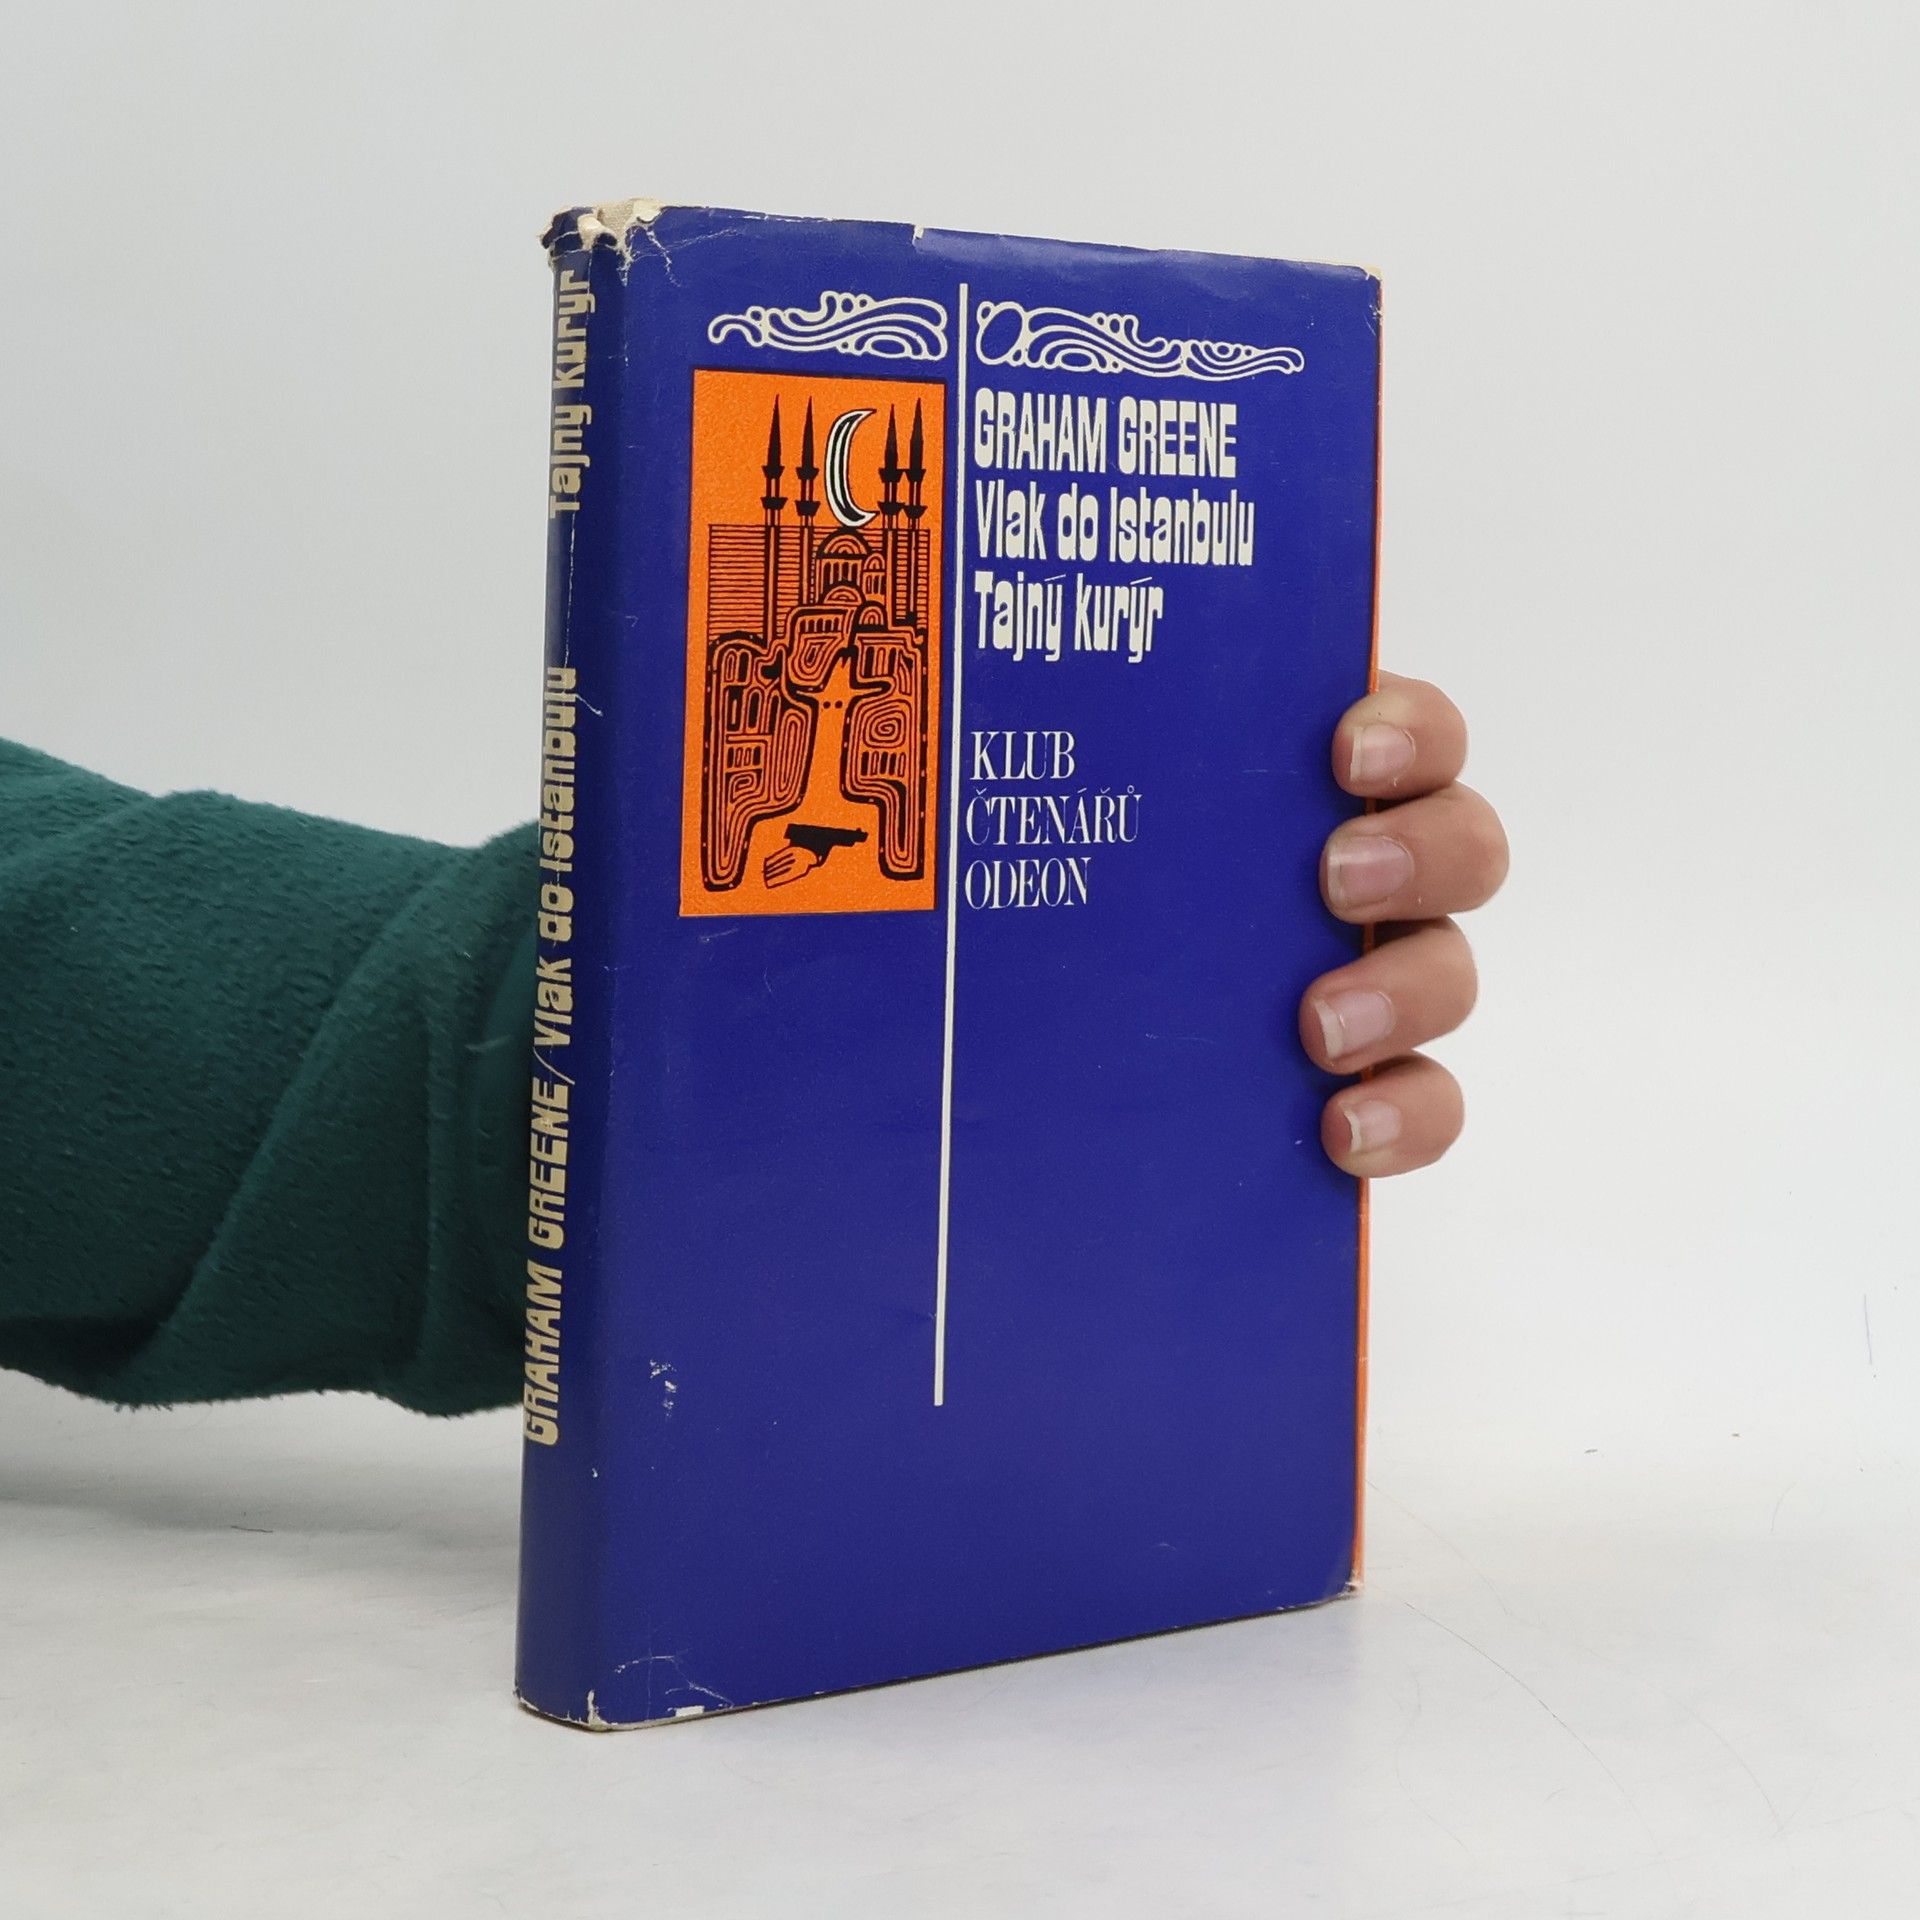 GRAHAM GREENE
Vlak do Istanbulu
Tajný kurýr
KLUB
ČTENÁŘŮ
ODEON
GRAHAM GREENE/Vlak do Istanbulu Tajný kurýr